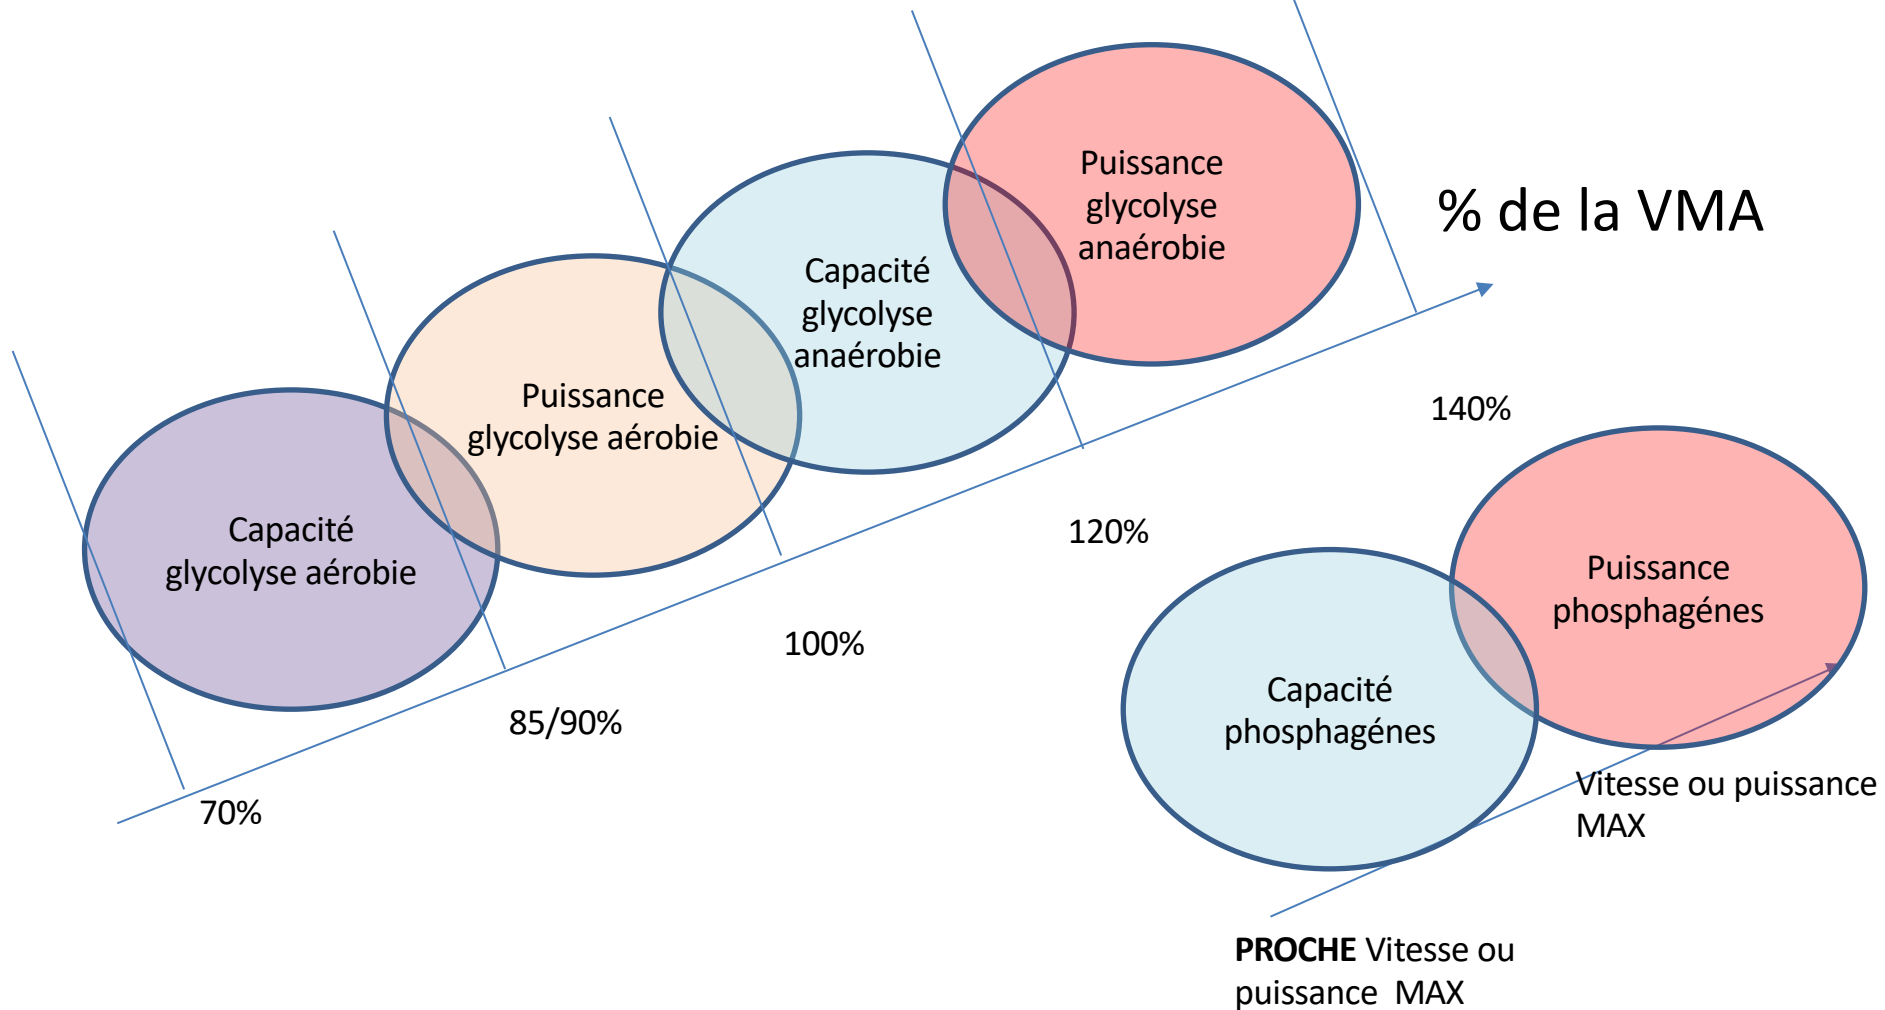 Puissance
glycolyse
anaérobie
% de la VMA
Capacité
glycolyse
anaérobie
Puissance
glycolyse aérobie
140%
Capacité
glycolyse aérobie
120%
Puissance
phosphagénes
100%
Capacité
phosphagénes
85/90%
70%
Vitesse ou puissance
MAX
PROCHE Vitesse ou
puissance MAX